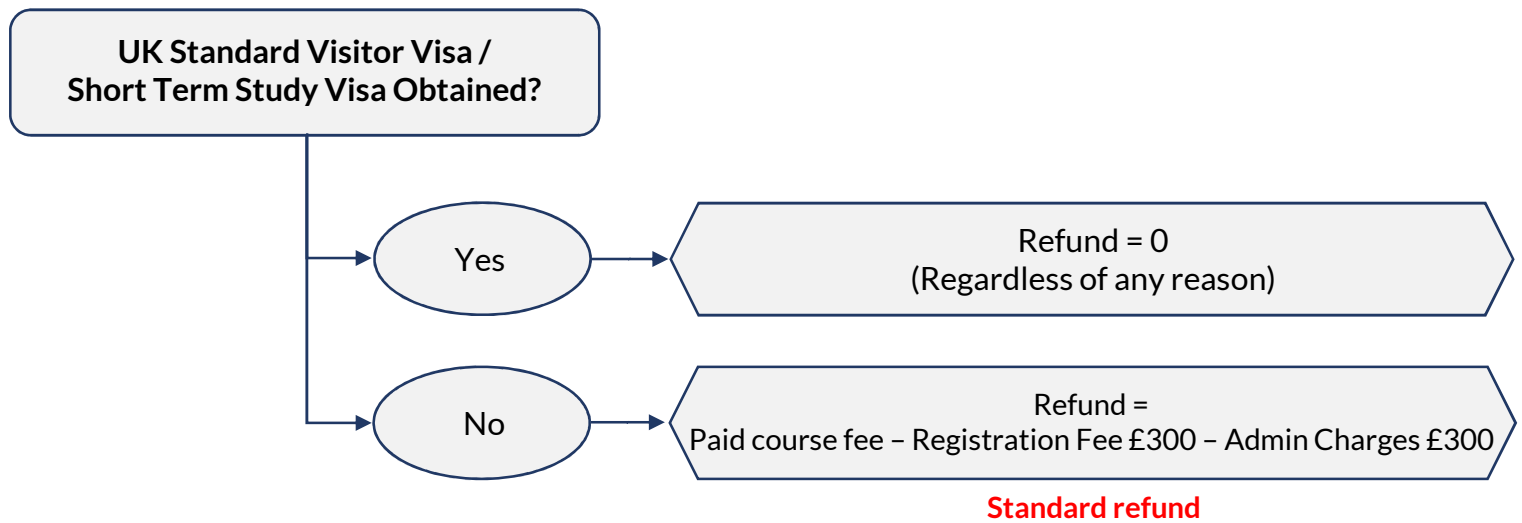 UK Standard Visitor Visa /
Short Term Study Visa Obtained?
Yes
Refund = 0
(Regardless of any reason)
No
Refund =
Paid course fee – Registration Fee £300 – Admin Charges £300
Standard refund